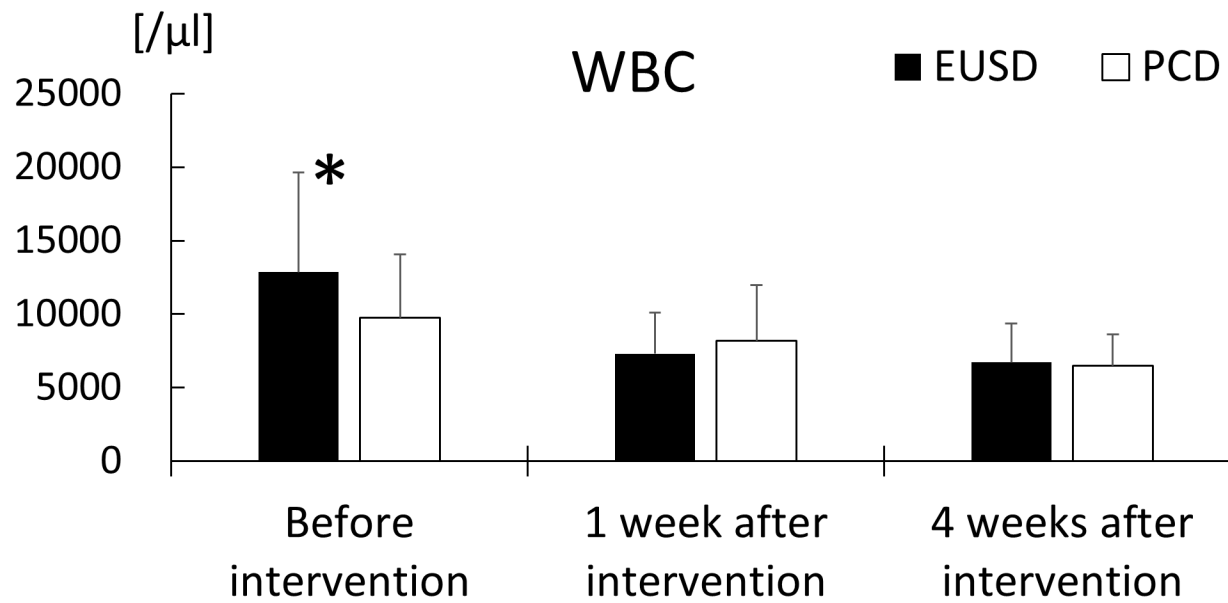 [/µl]
WBC
EUSD
PCD
25000
20000
*
15000
10000
5000
0
Before
intervention
1 week after
intervention
4 weeks after
intervention